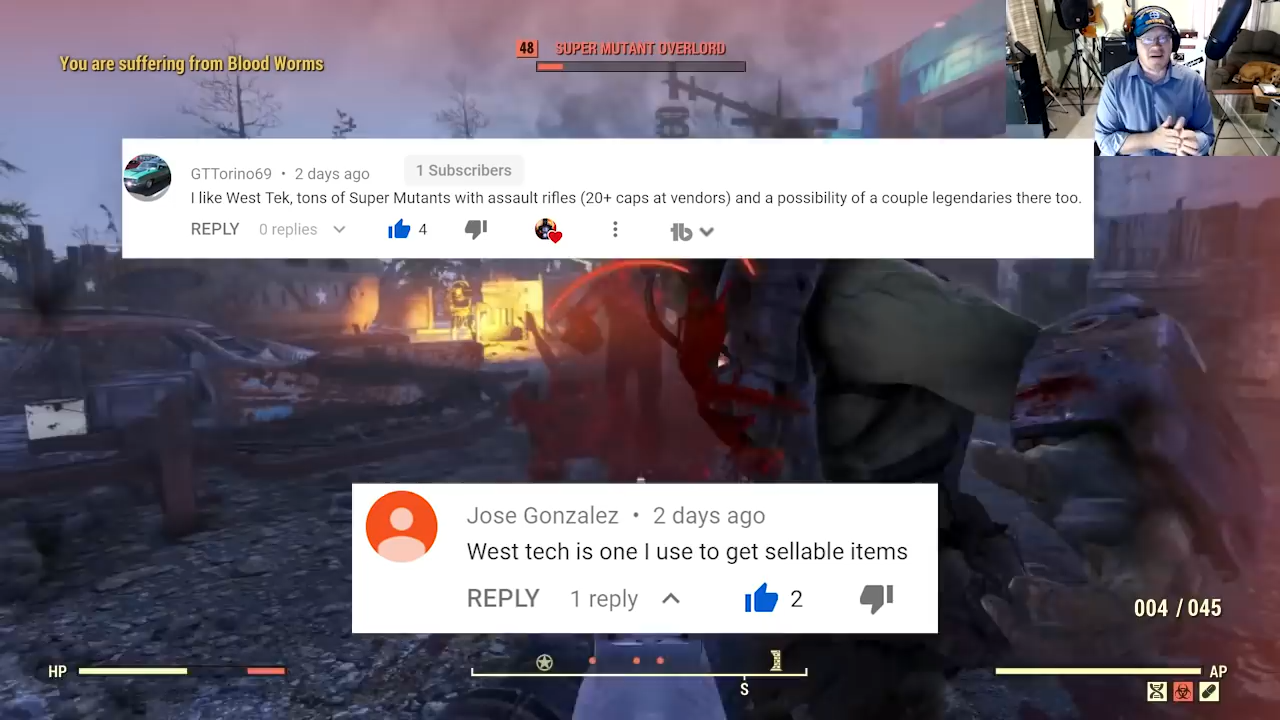 You are suffering from Blood Worms
48 SUPER MUTANT OVERLORD
GTTorino69 • 2 days ago 1 Subscribers
I like West Tek, tons of Super Mutants with assault rifles (20+ caps at vendors) and a possibility of a couple legendaries there too.
REPLY 0 replies 4
Jose Gonzalez • 2 days ago
West tech is one I use to get sellable items
REPLY 1 reply 2
004 / 045
HP
AP
S